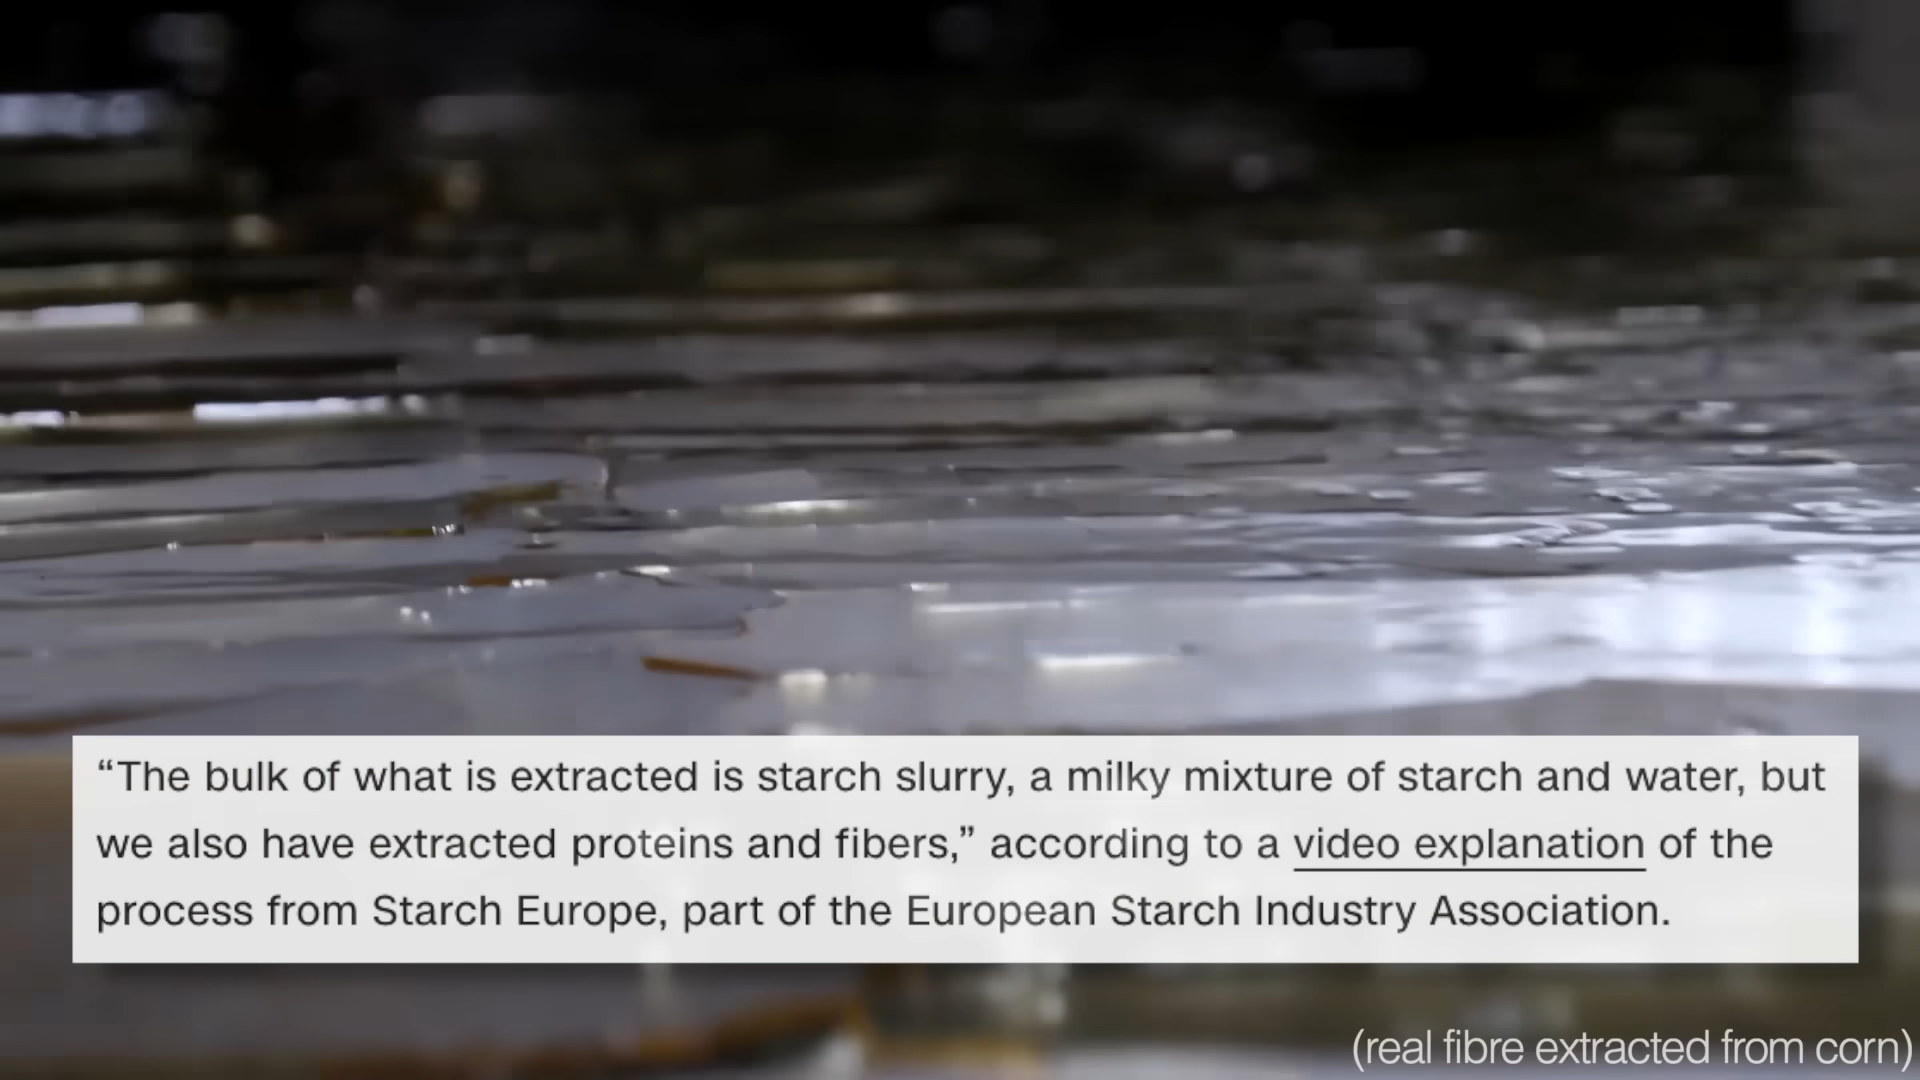 “The bulk of what is extracted is starch slurry, a milky mixture of starch and water, but
we also have extracted proteins and fibers,” according to a video explanation of the
process from Starch Europe, part of the European Starch Industry Association.
(real fibre extracted from corn)